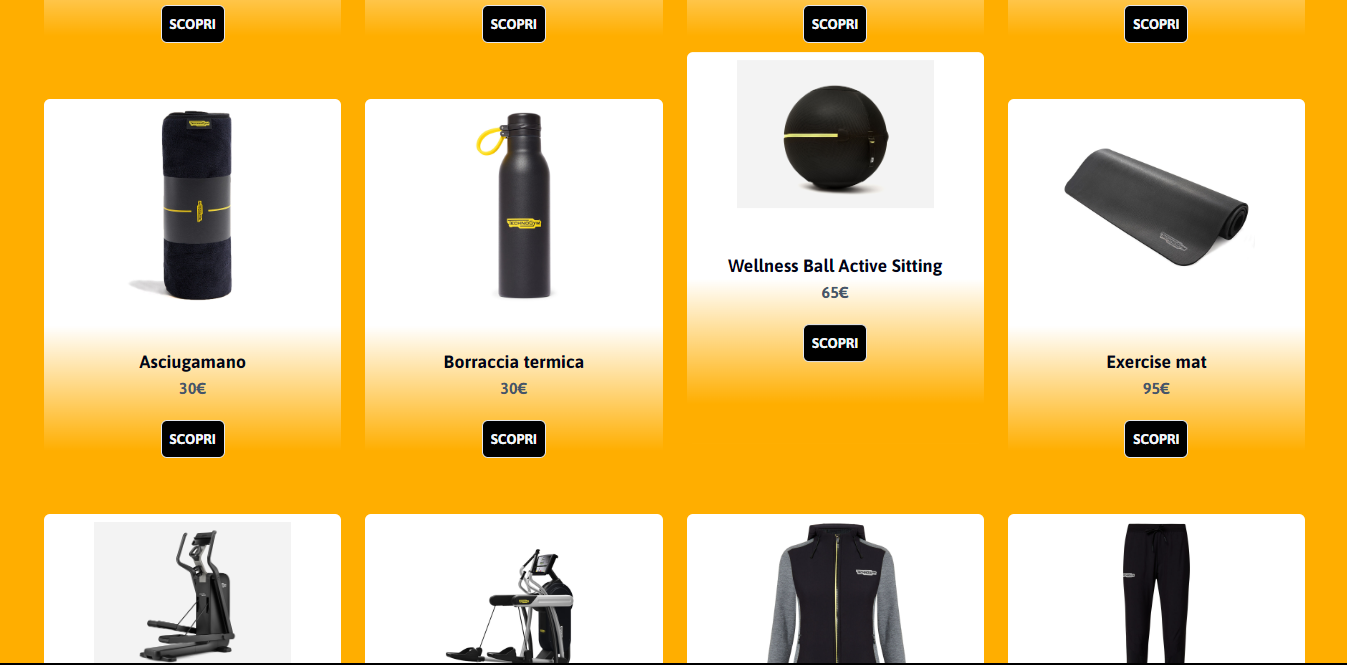 SCOPRI
SCOPRI
SCOPRI
SCOPRI
TECHNOGYM
Asciugamano
30€
SCOPRI
Borraccia termica
30€
SCOPRI
Wellness Ball Active Sitting
65€
SCOPRI
Exercise mat
95€
SCOPRI